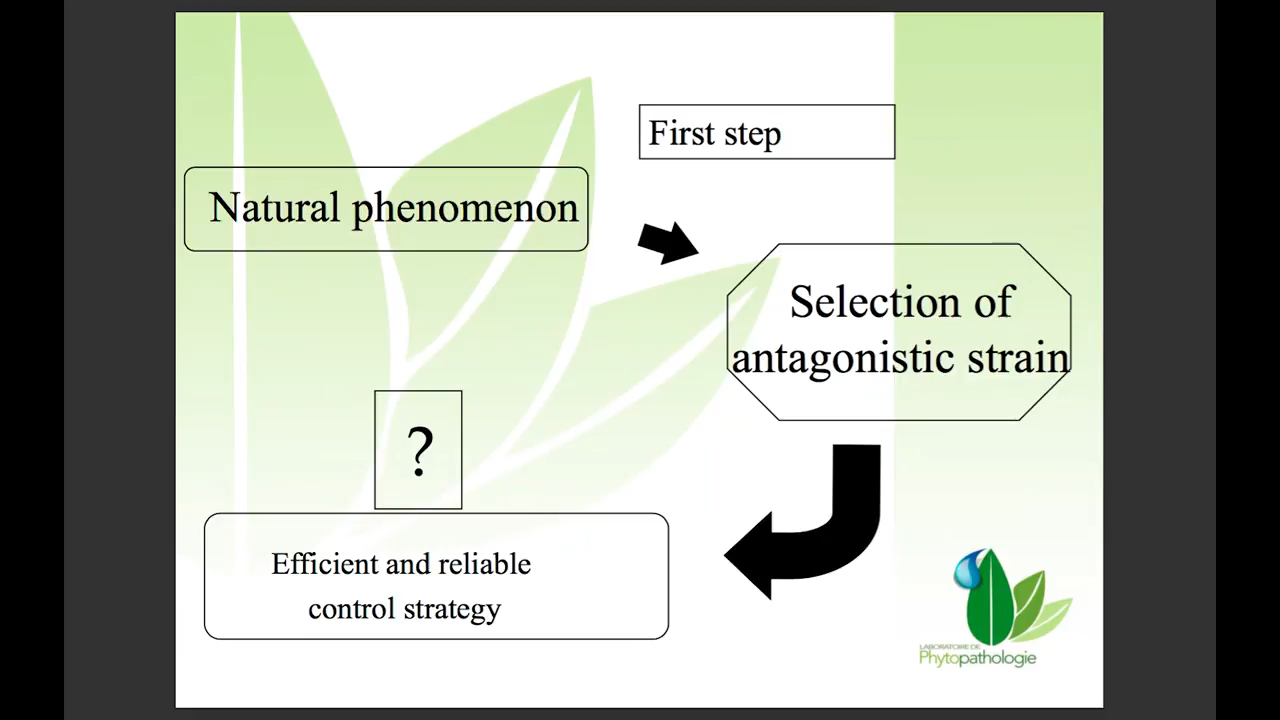 First step
Natural phenomenon
Selection of
antagonistic strain
?
Efficient and reliable
control strategy
LABORATOIRE DE
Phytopathologie